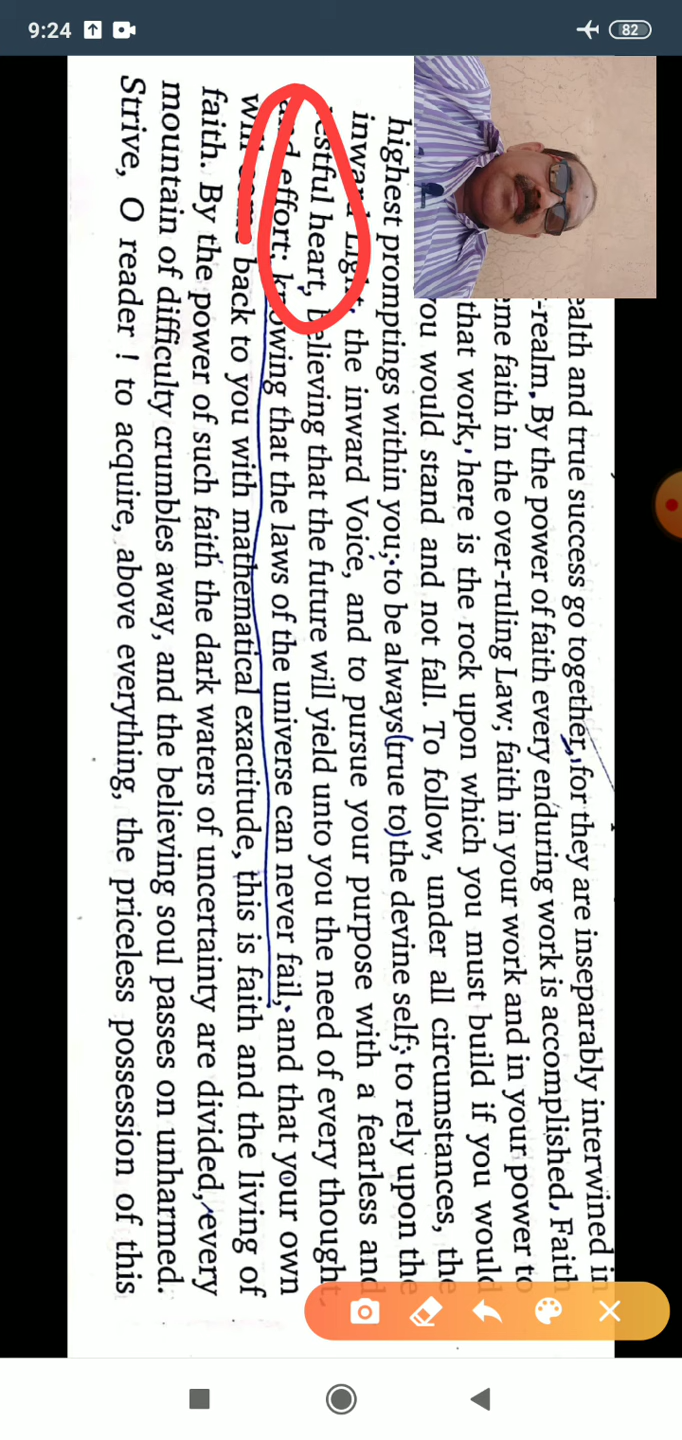 9:24
82
ealth and true success go together, for they are inseparably interwined in
-realm. By the power of faith every enduring work is accomplished. Faith
me faith in the over-ruling Law; faith in your work and in your power to
that work, here is the rock upon which you must build if you would
ou would stand and not fall. To follow, under all circumstances, the
highest promptings within you; to be always (true to) the devine self; to rely upon the
inward Light, the inward Voice, and to pursue your purpose with a fearless and
restful heart, believing that the future will yield unto you the need of every thought
and effort; knowing that the laws of the universe can never fail, and that your own
will come back to you with mathematical exactitude, this is faith and the living of
faith. By the power of such faith the dark waters of uncertainty are divided, every
mountain of difficulty crumbles away, and the believing soul passes on unharmed.
Strive, O reader ! to acquire, above everything, the priceless possession of this